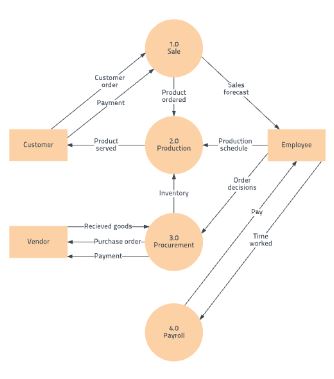 1.0
Sale
Customer
order
Payment
Sales
forecast
Product
ordered
Customer
Product
served
2.0
Production
Production
schedule
Employee
Order
decisions
Inventory
Vendor
Recieved goods
Purchase order
Payment
3.0
Procurement
Pay
Time
worked
4.0
Payroll